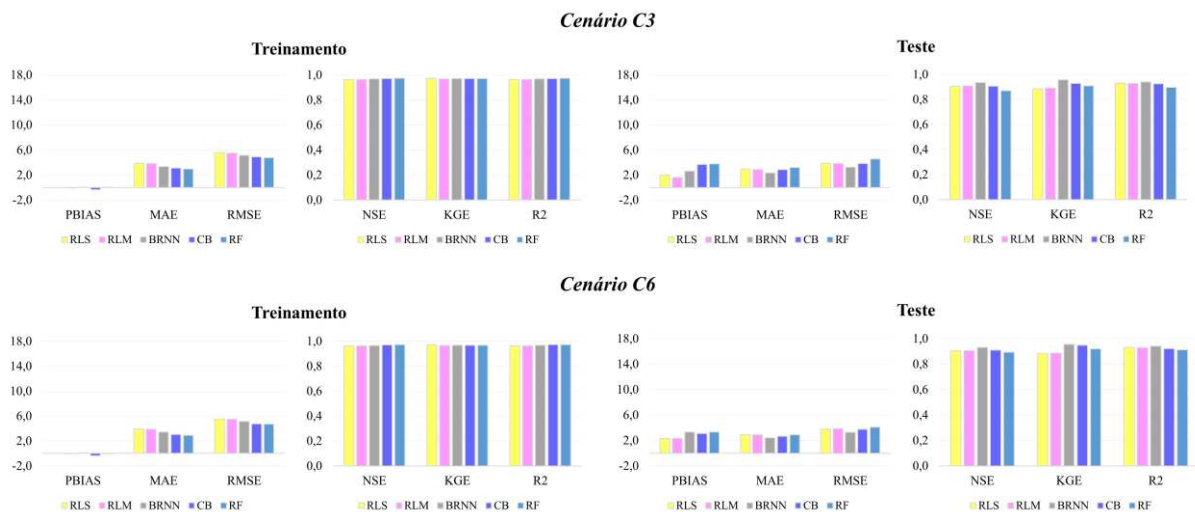 Cenário C3
Treinamento
Teste
18,0
14,0
10,0
6,0
2,0
-2,0
PBIAS MAE RMSE
RLS RLM BRNN CB RF
1,0
0,8
0,6
0,4
0,2
0,0
NSE KGE R2
RLS RLM BRNN CB RF
18,0
14,0
10,0
6,0
2,0
-2,0
PBIAS MAE RMSE
RLS RLM BRNN CB RF
1,0
0,8
0,6
0,4
0,2
0,0
NSE KGE R2
RLS RLM BRNN CB RF
Cenário C6
Treinamento
Teste
18,0
14,0
10,0
6,0
2,0
-2,0
PBIAS MAE RMSE
RLS RLM BRNN CB RF
1,0
0,8
0,6
0,4
0,2
0,0
NSE KGE R2
RLS RLM BRNN CB RF
18,0
14,0
10,0
6,0
2,0
-2,0
PBIAS MAE RMSE
RLS RLM BRNN CB RF
1,0
0,8
0,6
0,4
0,2
0,0
NSE KGE R2
RLS RLM BRNN CB RF